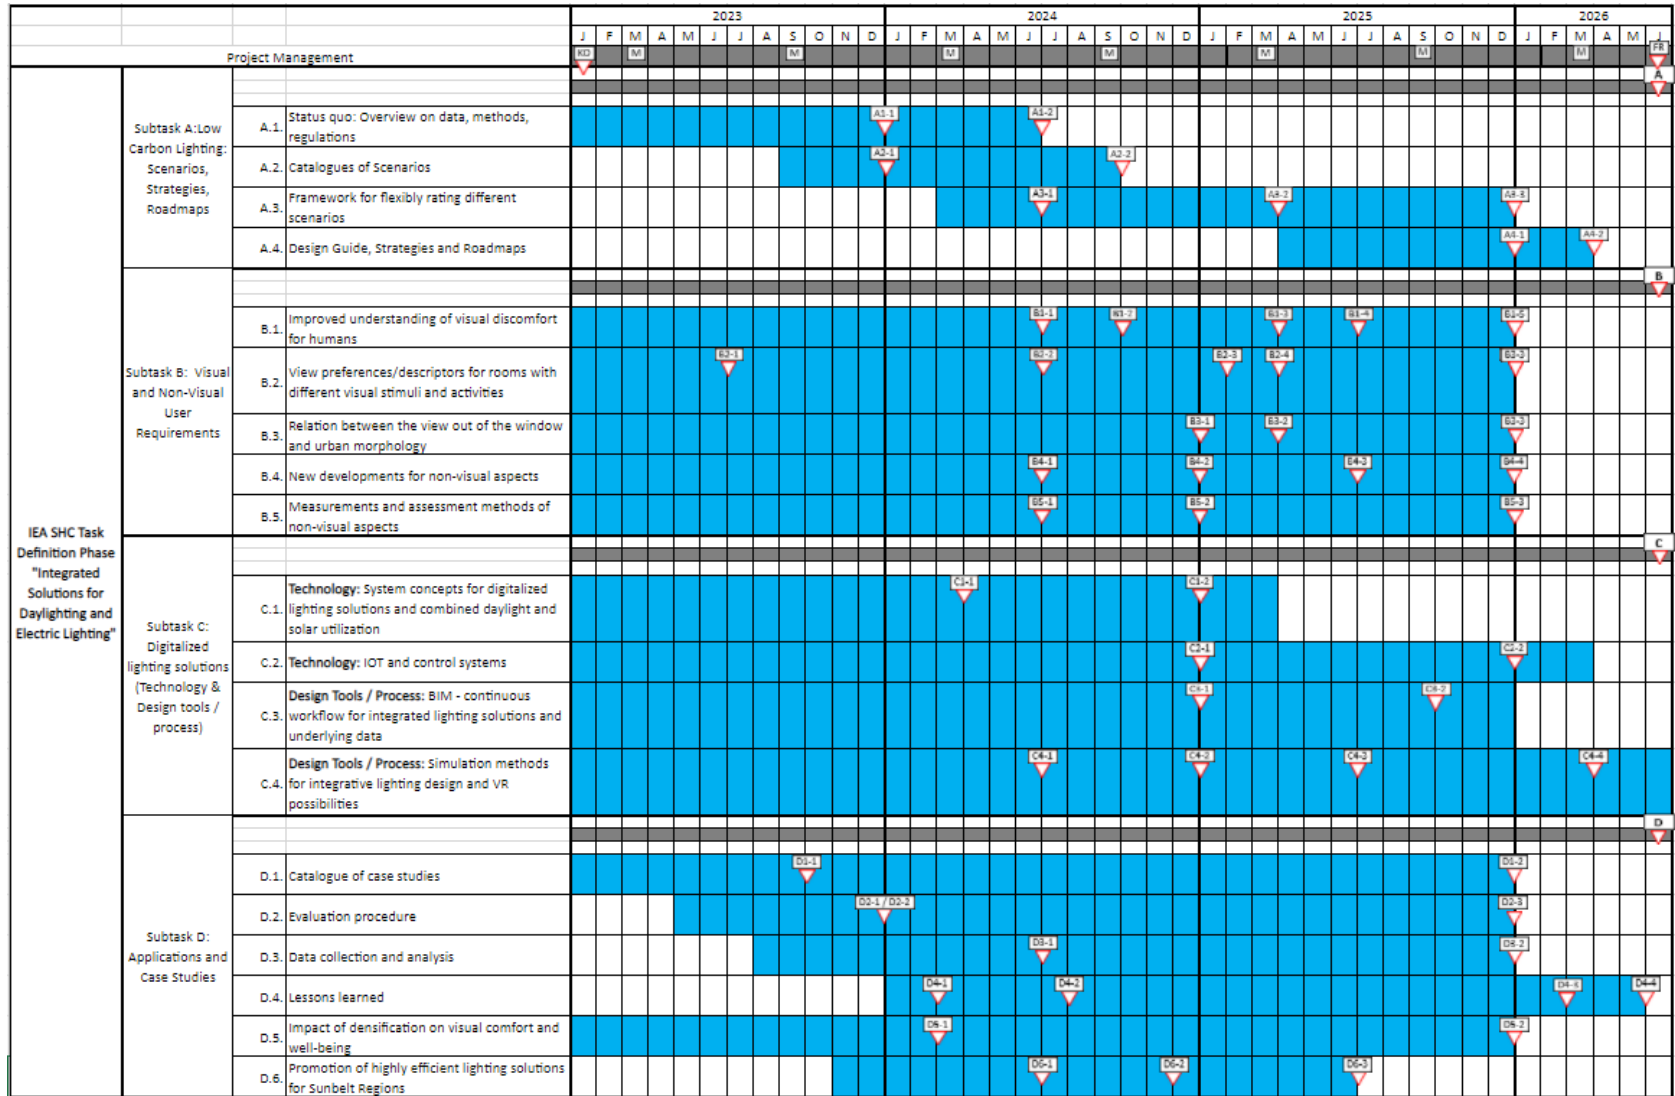 2023 2024 2025 2026
J F M A M J J A S O N D J F M A M J J A S O N D J F M A M J J A S O N D J F M A M J
Project Management
KO M M M M M M M FR
IEA SHC Task
Definition Phase
"Integrated
Solutions for
Daylighting and
Electric Lighting"
Subtask A:Low
Carbon Lighting:
Scenarios,
Strategies,
Roadmaps
A
A.1. Status quo: Overview on data, methods,
regulations
A1-1 A1-2
A.2. Catalogues of Scenarios
A2-1 A2-2
A.3. Framework for flexibly rating different
scenarios
A3-1 A3-2 A3-3
A.4. Design Guide, Strategies and Roadmaps
A4-1 A4-2
Subtask B: Visual
and Non-Visual
User
Requirements
B
B.1. Improved understanding of visual discomfort
for humans
B1-1 B1-2 B1-3 B1-4 B1-5
B.2. View preferences/descriptors for rooms with
different visual stimuli and activities
B2-1 B2-2 B2-3 B2-4 B3-3
B.3. Relation between the view out of the window
and urban morphology
B3-1 B3-2 B3-3
B.4. New developments for non-visual aspects
B4-1 B4-2 B4-3 B4-4
B.5. Measurements and assessment methods of
non-visual aspects
B5-1 B5-2 B5-3
Subtask C:
Digitalized
lighting solutions
(Technology &
Design tools /
process)
C
C.1. Technology: System concepts for digitalized
lighting solutions and combined daylight and
solar utilization
C1-1 C1-2
C.2. Technology: IOT and control systems
C2-1 C2-2
C.3. Design Tools / Process: BIM - continuous
workflow for integrated lighting solutions and
underlying data
C3-1 C3-2
C.4. Design Tools / Process: Simulation methods
for integrative lighting design and VR
possibilities
C4-1 C4-2 C4-3 C4-4
Subtask D:
Applications and
Case Studies
D
D.1. Catalogue of case studies
D1-1 D1-2
D.2. Evaluation procedure
D2-1 / D2-2 D2-3
D.3. Data collection and analysis
D3-1 D3-2
D.4. Lessons learned
D4-1 D4-2 D4-3 D4-4
D.5. Impact of densification on visual comfort and
well-being
D5-1 D5-2
D.6. Promotion of highly efficient lighting solutions
for Sunbelt Regions
D6-1 D6-2 D6-3